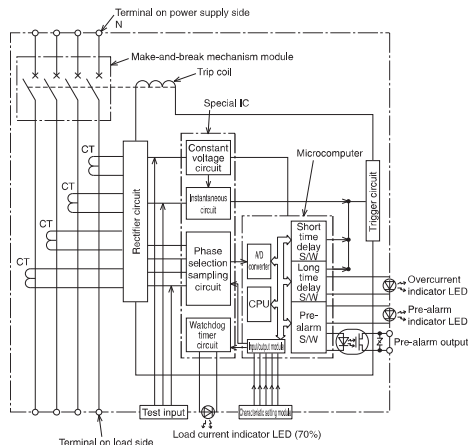 Terminal on power supply side
N
Make-and-break mechanism module
Trip coil
Special IC
CT
CT
CT
CT
Rectifier circuit
Constant
voltage
circuit
Instantaneous
circuit
Phase
selection
sampling
circuit
Watchdog
timer
circuit
Microcomputer
A/D
converter
CPU
Input/output module
Short
time
delay
S/W
Long
time
delay
S/W
Pre-
alarm
S/W
Trigger circuit
Overcurrent
indicator LED
Pre-alarm
indicator LED
Pre-alarm output
Test input
Characteristic setting module
Load current indicator LED (70%)
Terminal on load side